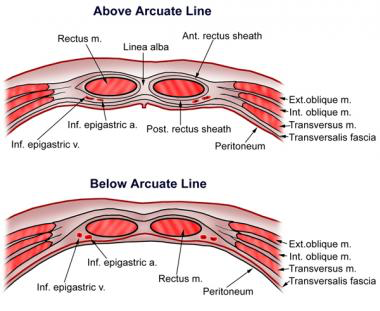 Above Arcuate Line
Rectus m.
Ant. rectus sheath
Linea alba
Ext.oblique m.
Int. oblique m.
Transversus m.
Transversalis fascia
Inf. epigastric v.
Inf. epigastric a.
Post. rectus sheath
Peritoneum
Below Arcuate Line
Ext.oblique m.
Int. oblique m.
Transversus m.
Transversalis fascia
Inf. epigastric a.
Rectus m.
Inf. epigastric v.
Peritoneum